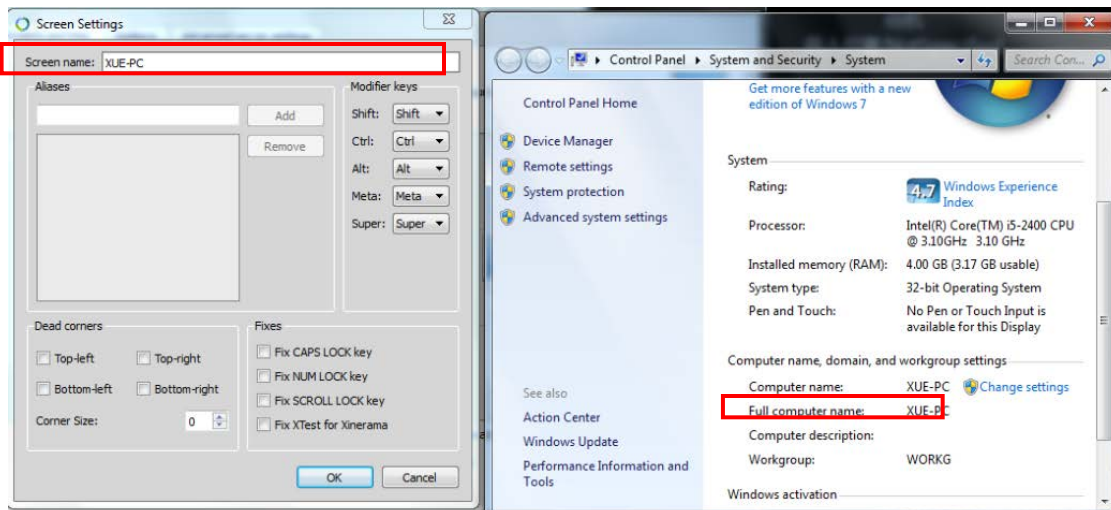 Screen Settings
Screen name: XUE-PC
Aliases
Add
Remove
Modifier keys
Shift: Shift
Ctrl: Ctrl
Alt: Alt
Meta: Meta
Super: Super
Dead corners
Top-left Top-right
Bottom-left Bottom-right
Corner Size: 0
Fixes
Fix CAPS LOCK key
Fix NUM LOCK key
Fix SCROLL LOCK key
Fix XTest for Xinerama
OK Cancel
Control Panel System and Security System Search Con...
Control Panel Home
Device Manager
Remote settings
System protection
Advanced system settings
See also
Action Center
Windows Update
Performance Information and
Tools
Get more features with a new
edition of Windows 7
System
Rating: 4.7 Windows Experience
Index
Processor: Intel(R) Core(TM) i5-2400 CPU
@ 3.10GHz 3.10 GHz
Installed memory (RAM): 4.00 GB (3.17 GB usable)
System type: 32-bit Operating System
Pen and Touch: No Pen or Touch Input is
available for this Display
Computer name, domain, and workgroup settings
Computer name: XUE-PC Change settings
Full computer name: XUE-PC
Computer description:
Workgroup: WORKG
Windows activation